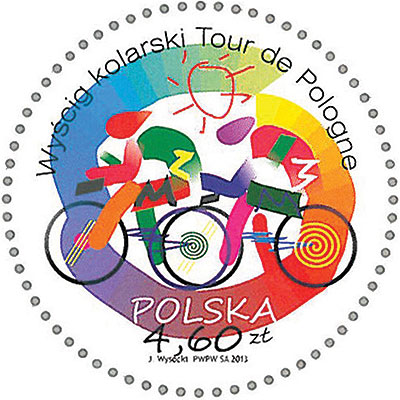 Wyścig kolarski Tour de Pologne
POLSKA
4,60 zł
J. Wysocki PWPW SA 2013